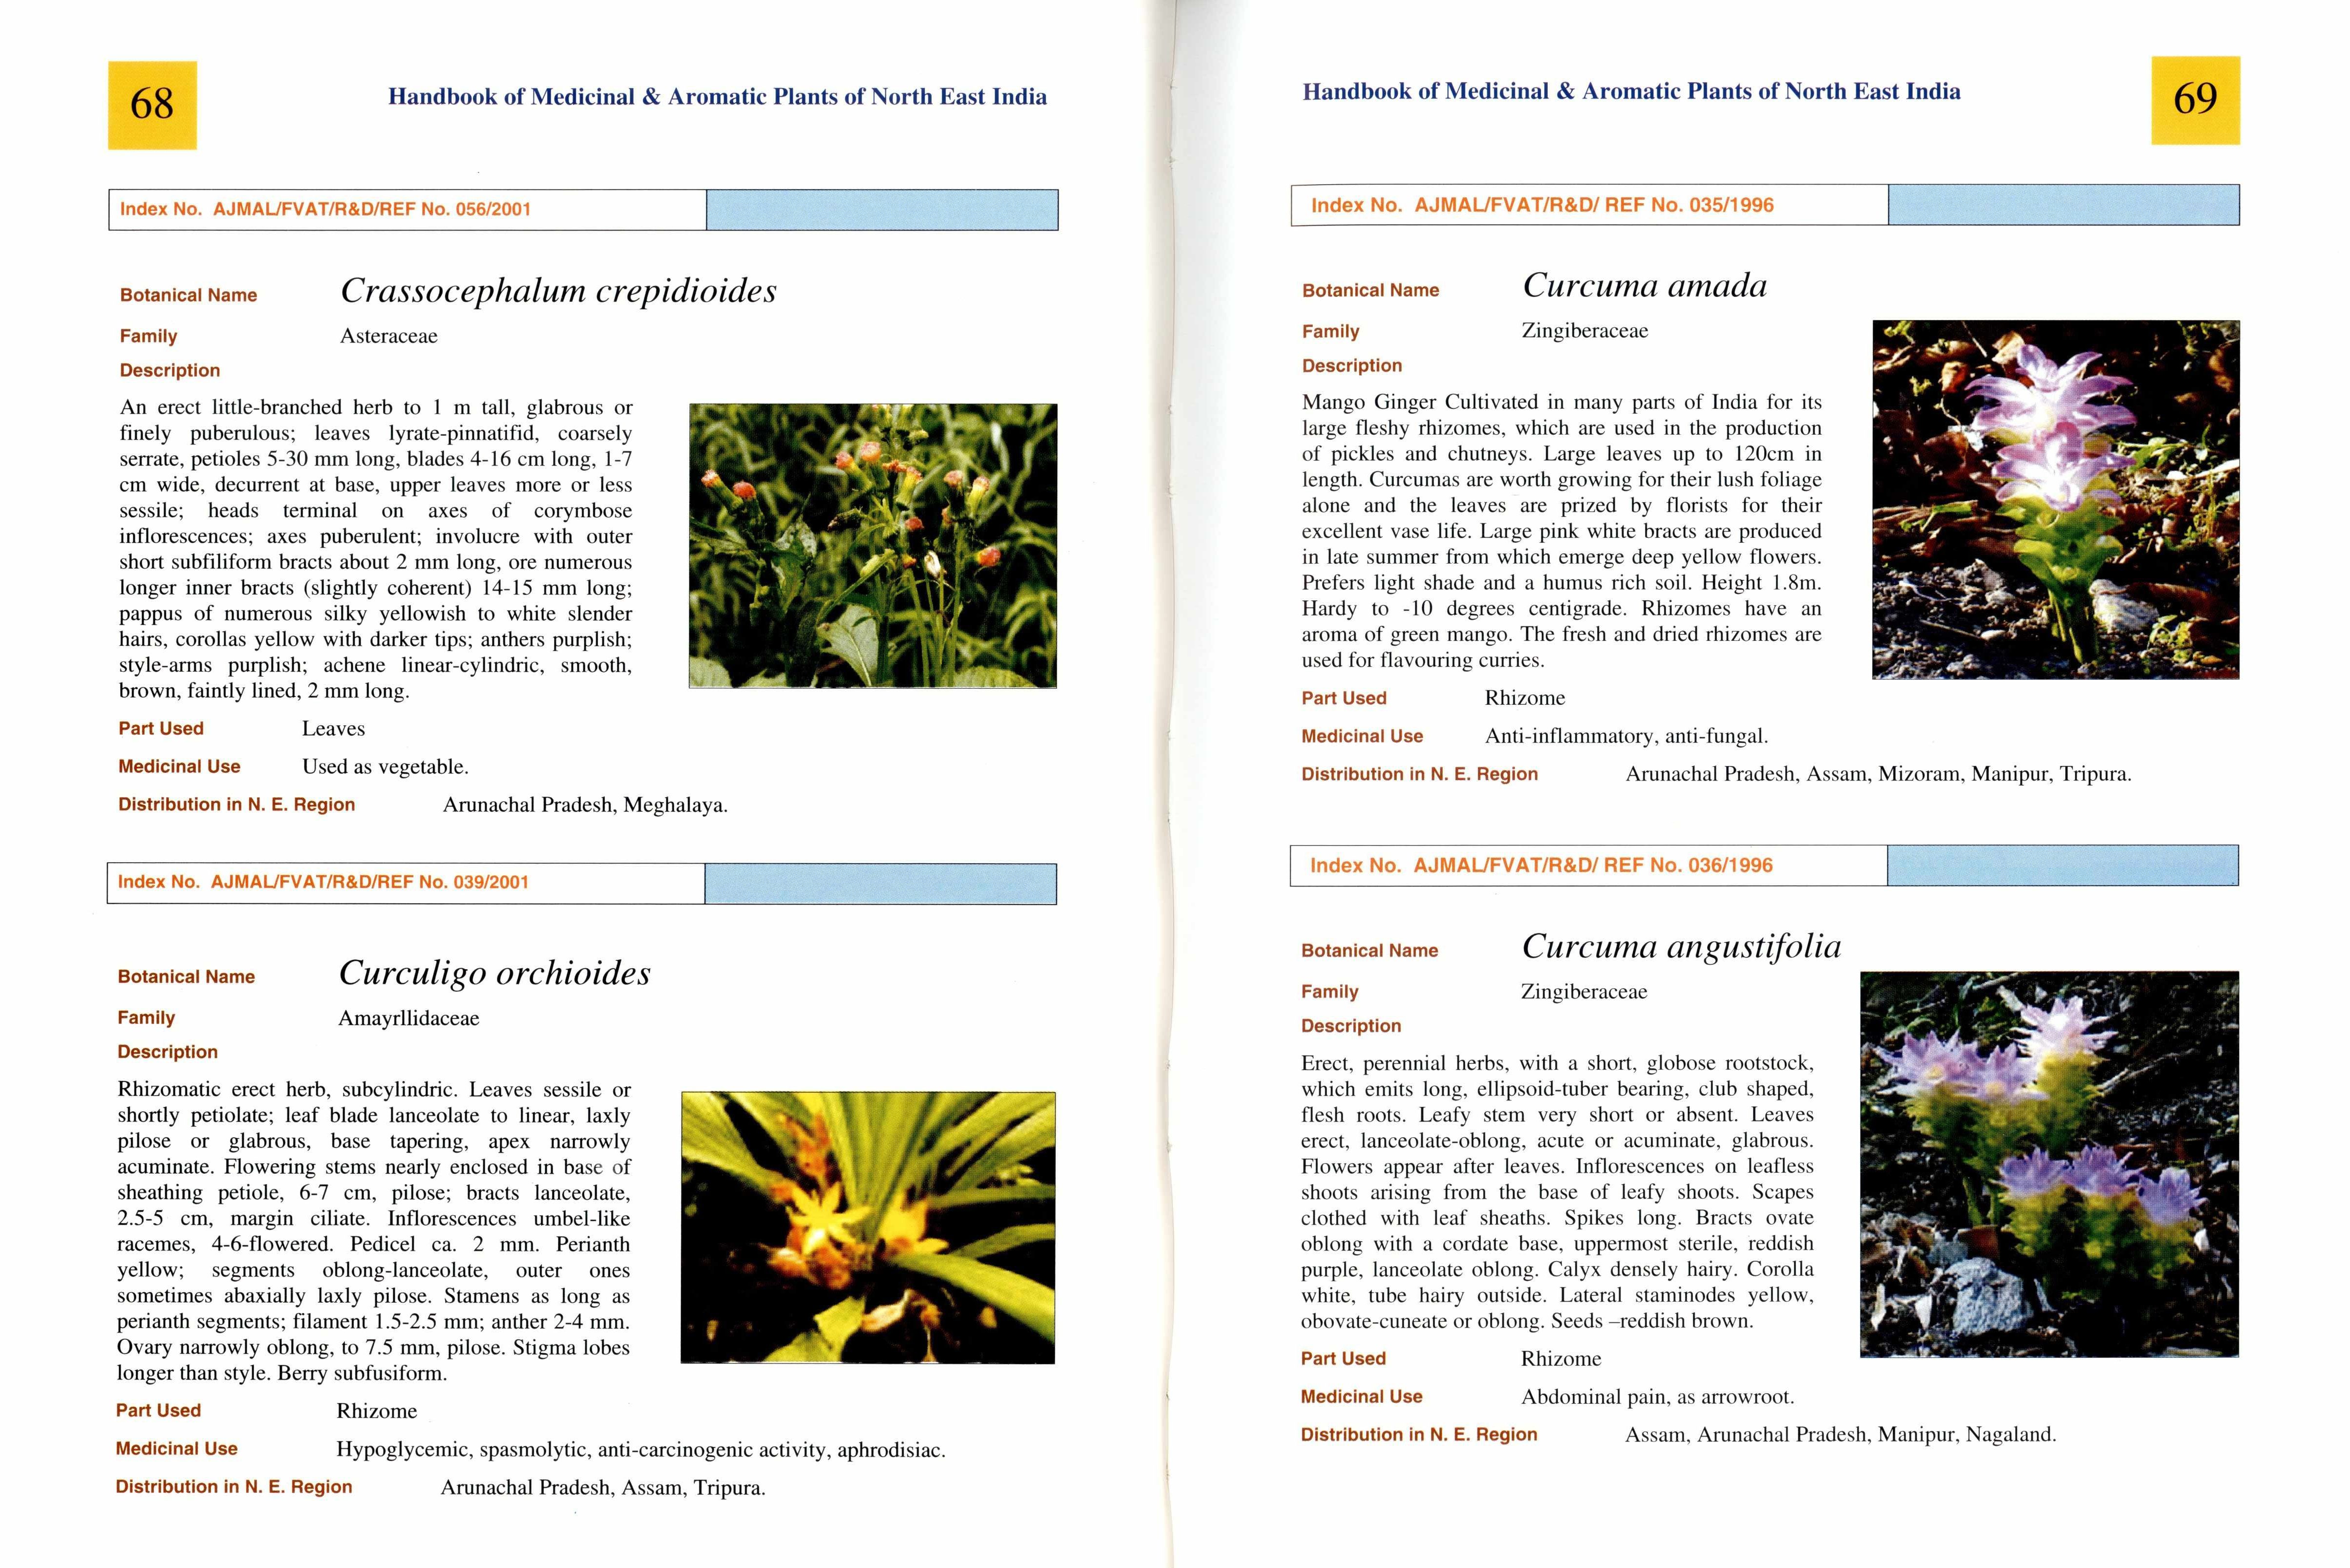 68
Handbook of Medicinal & Aromatic Plants of North East India
Index No. AJMAL/FVAT/R&D/REF No. 056/2001
Botanical Name Crassocephalum crepidioides
Family Asteraceae
Description
An erect little-branched herb to 1 m tall, glabrous or
finely puberulous; leaves lyrate-pinnatifid, coarsely
serrate, petioles 5-30 mm long, blades 4-16 cm long, 1-7
cm wide, decurrent at base, upper leaves more or less
sessile; heads terminal on axes of corymbose
inflorescences; axes puberulent; involucre with outer
short subfiliform bracts about 2 mm long, ore numerous
longer inner bracts (slightly coherent) 14-15 mm long;
pappus of numerous silky yellowish to white slender
hairs, corollas yellow with darker tips; anthers purplish;
style-arms purplish; achene linear-cylindric, smooth,
brown, faintly lined, 2 mm long.
Part Used Leaves
Medicinal Use Used as vegetable.
Distribution in N. E. Region Arunachal Pradesh, Meghalaya.
Index No. AJMAL/FVAT/R&D/REF No. 039/2001
Botanical Name Curculigo orchioides
Family Amayrllidaceae
Description
Rhizomatic erect herb, subcylindric. Leaves sessile or
shortly petiolate; leaf blade lanceolate to linear, laxly
pilose or glabrous, base tapering, apex narrowly
acuminate. Flowering stems nearly enclosed in base of
sheathing petiole, 6-7 cm, pilose; bracts lanceolate,
2.5-5 cm, margin ciliate. Inflorescences umbel-like
racemes, 4-6-flowered. Pedicel ca. 2 mm. Perianth
yellow; segments oblong-lanceolate, outer ones
sometimes abaxially laxly pilose. Stamens as long as
perianth segments; filament 1.5-2.5 mm; anther 2-4 mm.
Ovary narrowly oblong, to 7.5 mm, pilose. Stigma lobes
longer than style. Berry subfusiform.
Part Used Rhizome
Medicinal Use Hypoglycemic, spasmolytic, anti-carcinogenic activity, aphrodisiac.
Distribution in N. E. Region Arunachal Pradesh, Assam, Tripura.
Handbook of Medicinal & Aromatic Plants of North East India
69
Index No. AJMAL/FVAT/R&D/ REF No. 035/1996
Botanical Name Curcuma amada
Family Zingiberaceae
Description
Mango Ginger Cultivated in many parts of India for its
large fleshy rhizomes, which are used in the production
of pickles and chutneys. Large leaves up to 120cm in
length. Curcumas are worth growing for their lush foliage
alone and the leaves are prized by florists for their
excellent vase life. Large pink white bracts are produced
in late summer from which emerge deep yellow flowers.
Prefers light shade and a humus rich soil. Height 1.8m.
Hardy to -10 degrees centigrade. Rhizomes have an
aroma of green mango. The fresh and dried rhizomes are
used for flavouring curries.
Part Used Rhizome
Medicinal Use Anti-inflammatory, anti-fungal.
Distribution in N. E. Region Arunachal Pradesh, Assam, Mizoram, Manipur, Tripura.
Index No. AJMAL/FVAT/R&D/ REF No. 036/1996
Botanical Name Curcuma angustifolia
Family Zingiberaceae
Description
Erect, perennial herbs, with a short, globose rootstock,
which emits long, ellipsoid-tuber bearing, club shaped,
flesh roots. Leafy stem very short or absent. Leaves
erect, lanceolate-oblong, acute or acuminate, glabrous.
Flowers appear after leaves. Inflorescences on leafless
shoots arising from the base of leafy shoots. Scapes
clothed with leaf sheaths. Spikes long. Bracts ovate
oblong with a cordate base, uppermost sterile, reddish
purple, lanceolate oblong. Calyx densely hairy. Corolla
white, tube hairy outside. Lateral staminodes yellow,
obovate-cuneate or oblong. Seeds –reddish brown.
Part Used Rhizome
Medicinal Use Abdominal pain, as arrowroot.
Distribution in N. E. Region Assam, Arunachal Pradesh, Manipur, Nagaland.